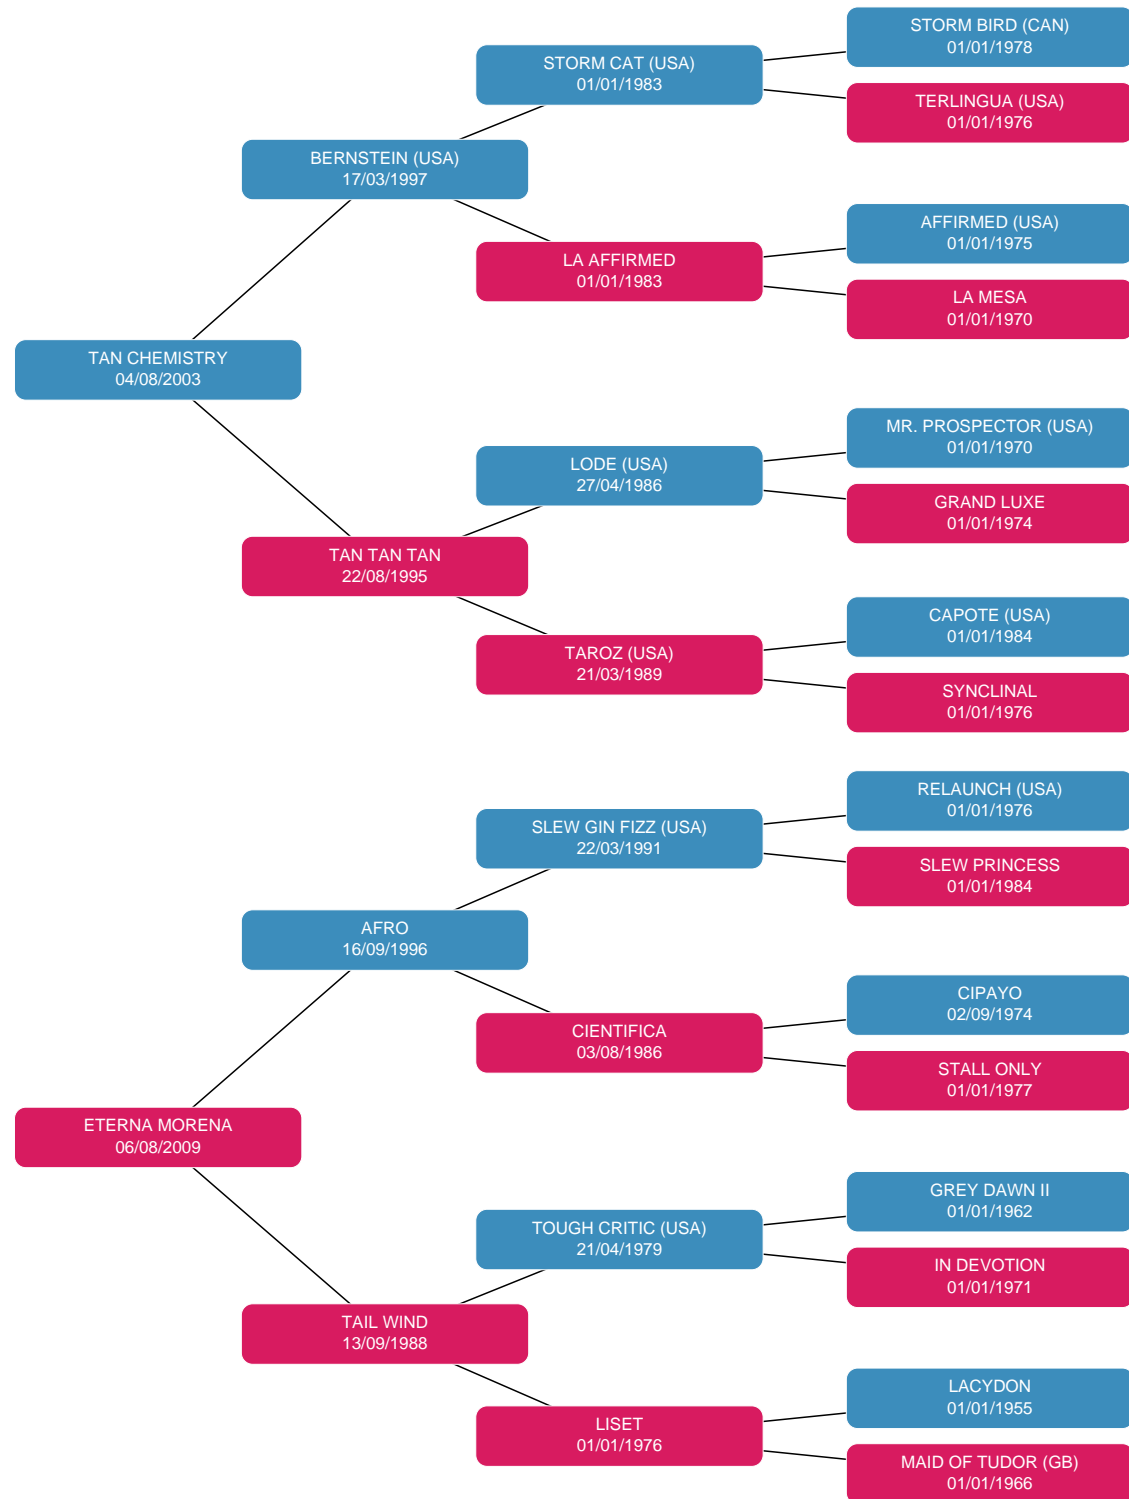 STORM BIRD (CAN)
01/01/1978
STORM CAT (USA)
01/01/1983
TERLINGUA (USA)
01/01/1976
BERNSTEIN (USA)
17/03/1997
AFFIRMED (USA)
01/01/1975
LA AFFIRMED
01/01/1983
LA MESA
01/01/1970
TAN CHEMISTRY
04/08/2003
MR. PROSPECTOR (USA)
01/01/1970
LODE (USA)
27/04/1986
GRAND LUXE
01/01/1974
TAN TAN TAN
22/08/1995
CAPOTE (USA)
01/01/1984
TAROZ (USA)
21/03/1989
SYNCLINAL
01/01/1976
RELAUNCH (USA)
01/01/1976
SLEW GIN FIZZ (USA)
22/03/1991
SLEW PRINCESS
01/01/1984
AFRO
16/09/1996
CIPAYO
02/09/1974
CIENTIFICA
03/08/1986
STALL ONLY
01/01/1977
ETERNA MORENA
06/08/2009
GREY DAWN II
01/01/1962
TOUGH CRITIC (USA)
21/04/1979
IN DEVOTION
01/01/1971
TAIL WIND
13/09/1988
LACYDON
01/01/1955
LISET
01/01/1976
MAID OF TUDOR (GB)
01/01/1966